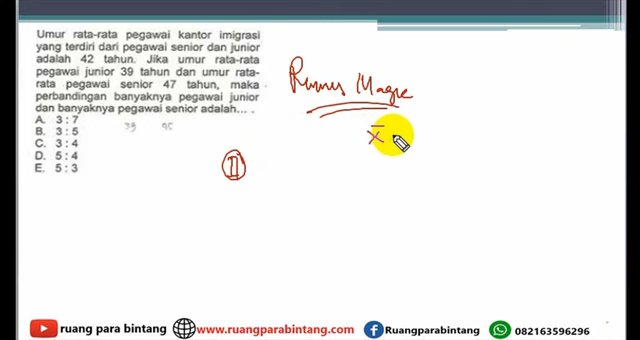 Umur rata-rata pegawai kantor imigrasi
yang terdiri dari pegawai senior dan junior
adalah 42 tahun. Jika umur rata-rata
pegawai junior 39 tahun dan umur rata-
rata pegawai senior 47 tahun, maka
perbandingan banyaknya pegawai junior
dan banyaknya pegawai senior adalah... .
A. 3 : 7
B. 3 : 5
C. 3 : 4
D. 5 : 4
E. 5 : 3
Rumus Magic
x̄
II
ruang para bintang
www.ruangparabintang.com
Ruangparabintang
082163596296